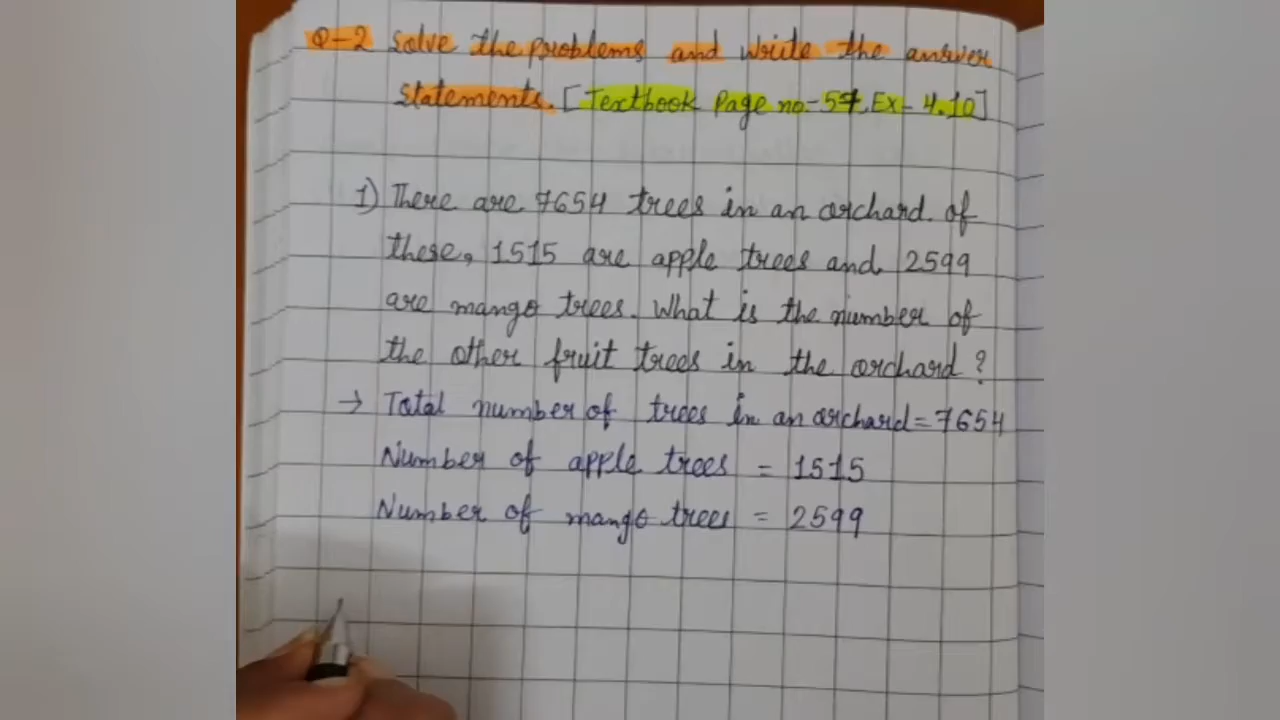 Q-2 Solve the problems and write the answer
statements. [Textbook Page no.- 57. Ex- 4.10]
1) There are 7654 trees in an orchard. of
these, 1515 are apple trees and 2599
are mango trees. What is the number of
the other fruit trees in the orchard?
→ Total number of trees in an orchard = 7654
Number of apple trees = 1515
Number of mango trees = 2599